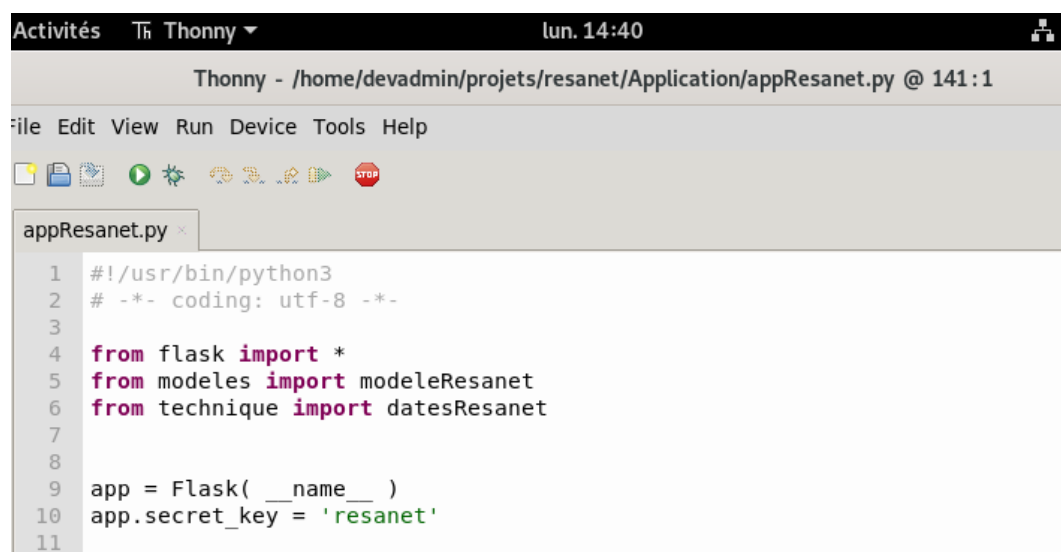 Activités Th Thonny lun. 14:40
Thonny - /home/devadmin/projets/resanet/Application/appResanet.py @ 141:1
File Edit View Run Device Tools Help
STOP
appResanet.py ×
1 #!/usr/bin/python3
2 # -*- coding: utf-8 -*-
3
4 from flask import *
5 from modeles import modeleResanet
6 from technique import datesResanet
7
8
9 app = Flask( __name__ )
10 app.secret_key = 'resanet'
11